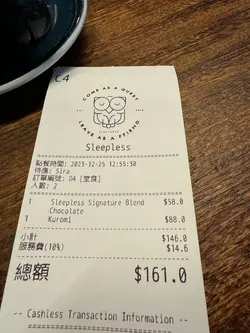 C4
COME AS A GUEST
LEAVE AS A FRIEND
Sleepless
點餐時間: 2023-12-25 12:55:50
侍應: Sira
訂單編號: 04 [堂食]
人數: 2
1 Sleepless Signature Blend $58.0
Chocolate
1 Kuromi $88.0
小計 $146.0
服務費(10%) $14.6
總額 $161.0
-- Cashless Transaction Information --